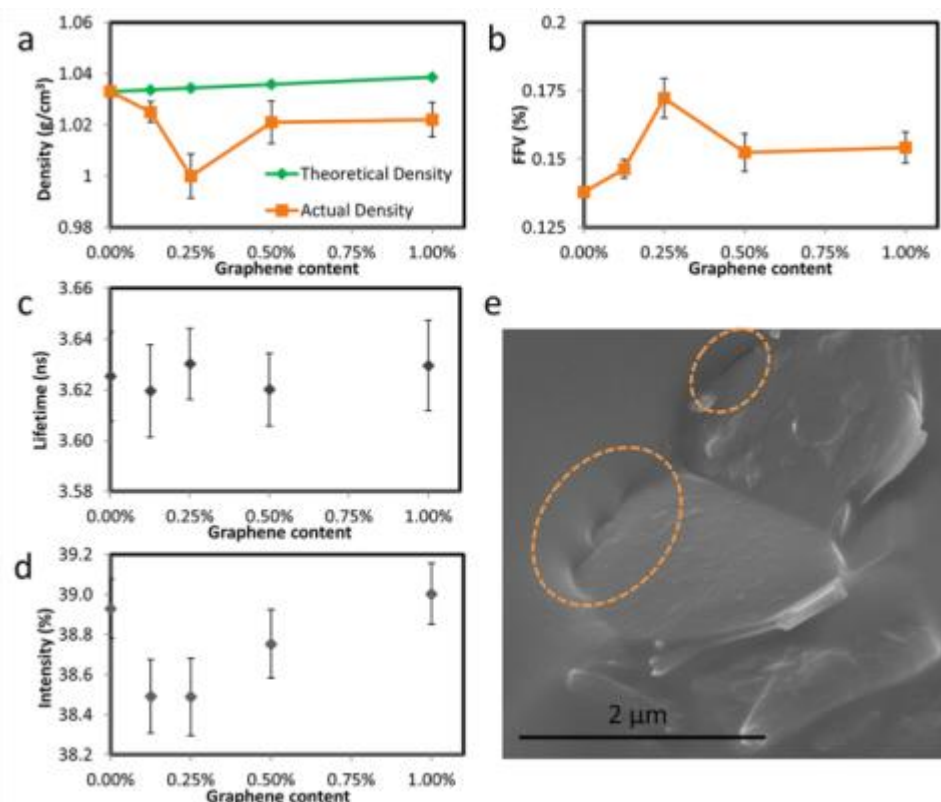 a
1.06
1.04
1.02
1
0.98
Density (g/cm³)
Theoretical Density
Actual Density
0.00% 0.25% 0.50% 0.75% 1.00%
Graphene content
b
0.2
0.175
0.15
0.125
FFV (%)
0.00% 0.25% 0.50% 0.75% 1.00%
Graphene content
c
3.66
3.64
3.62
3.60
3.58
Lifetime (ns)
0.00% 0.25% 0.50% 0.75% 1.00%
Graphene content
d
39.2
39.0
38.8
38.6
38.4
38.2
Intensity (%)
0.00% 0.25% 0.50% 0.75% 1.00%
Graphene content
e
2 μm